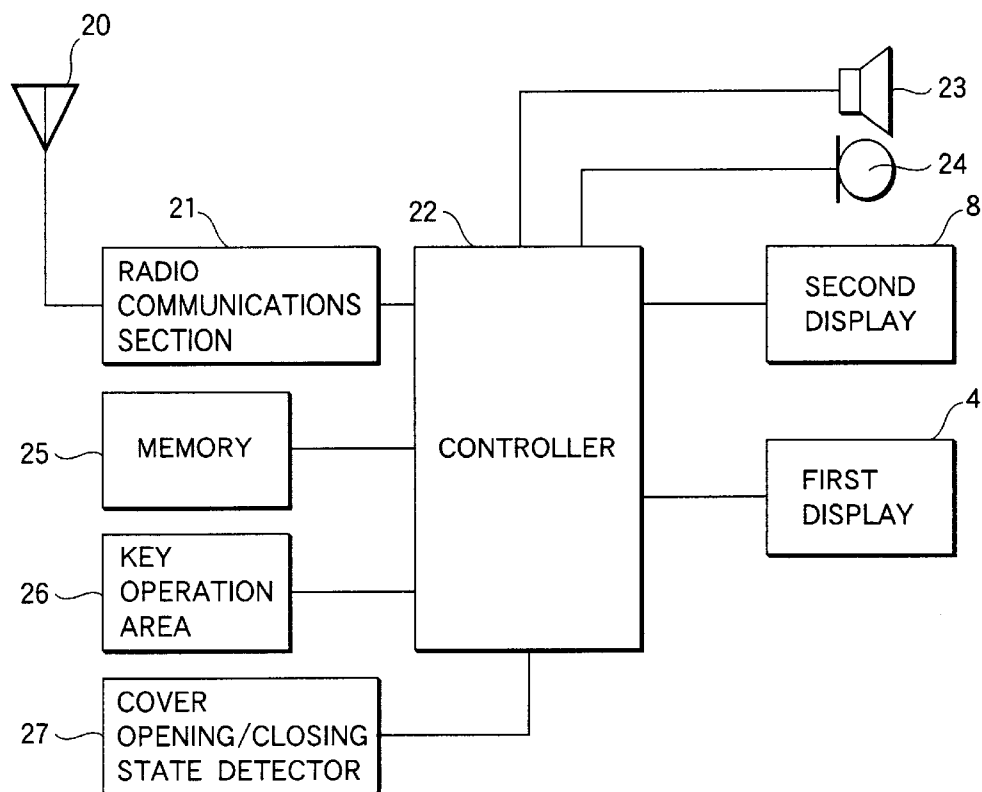 20
23
24
21
22
8
RADIO
COMMUNICATIONS
SECTION
SECOND
DISPLAY
25
MEMORY
CONTROLLER
4
FIRST
DISPLAY
26
KEY
OPERATION
AREA
27
COVER
OPENING/CLOSING
STATE DETECTOR